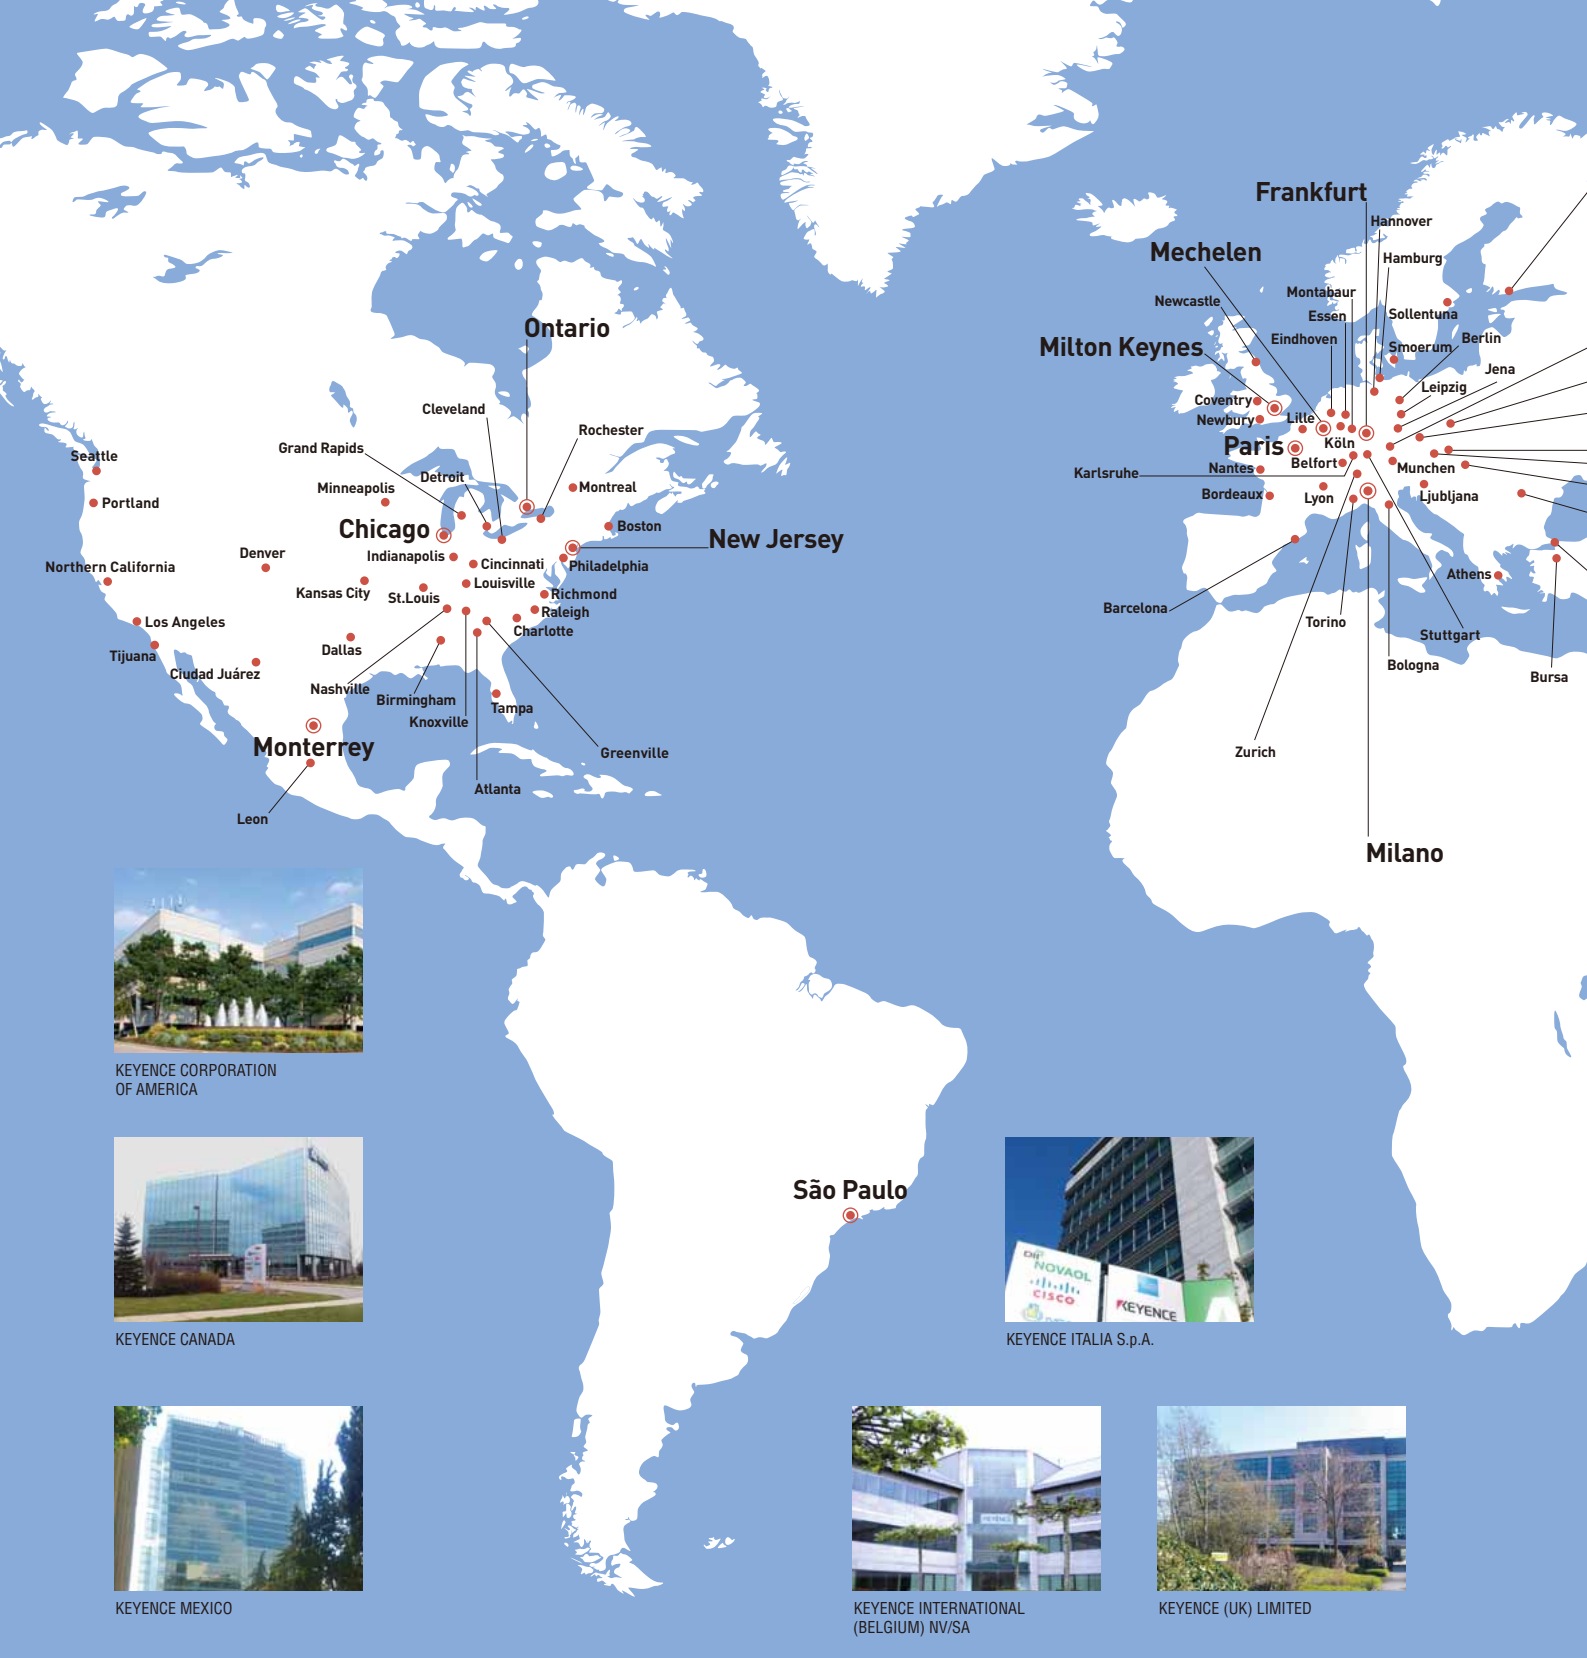 Frankfurt
Hannover
Mechelen
Hamburg
Newcastle
Montabaur
Essen
Sollentuna
Ontario
Eindhoven
Berlin
Milton Keynes
Smoerum
Jena
Leipzig
Cleveland
Coventry
Newbury
Lille
Rochester
Grand Rapids
Paris
Köln
Seattle
Detroit
Belfort
Karlsruhe
Nantes
Munchen
Minneapolis
Montreal
Bordeaux
Lyon
Ljubljana
Portland
Chicago
Boston
New Jersey
Denver
Indianapolis
Cincinnati
Philadelphia
Northern California
Athens
Kansas City
St.Louis
Louisville
Richmond
Raleigh
Barcelona
Los Angeles
Charlotte
Torino
Stuttgart
Tijuana
Dallas
Bologna
Ciudad Juárez
Bursa
Nashville
Birmingham
Tampa
Knoxville
Monterrey
Greenville
Zurich
Atlanta
Leon
Milano
KEYENCE CORPORATION
OF AMERICA
São Paulo
NOVAOL
CISCO
KEYENCE
KEYENCE CANADA
KEYENCE ITALIA S.p.A.
KEYENCE MEXICO
KEYENCE INTERNATIONAL
(BELGIUM) NV/SA
KEYENCE (UK) LIMITED